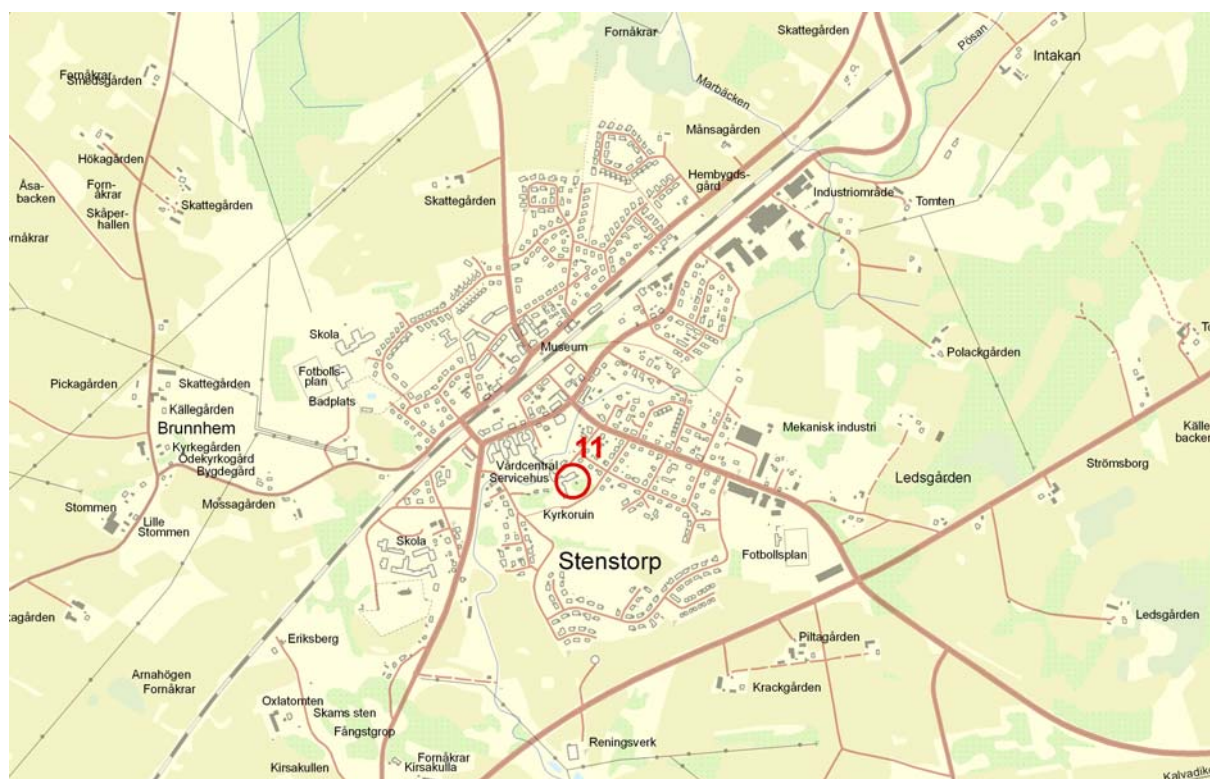 Fornåkrar
Skattegården
Pösan
Intakan
Fornåkrar
Smedsgården
Marbäcken
Månsagården
Hökagården
Hembygds-
gård
Industriområde
Tomten
Åsa-
backen
Forn-
åkrar
Skåper-
hallen
Skattegården
Skattegården
Skola
Museum
Polackgården
Fotbolls-
plan
Badplats
Pickagården
Skattegården
Källegården
Brunnhem
Kyrkegården
Ödekyrkogård
Bygdegård
Mekanisk industri
Källe
backen
Strömsborg
11
Vårdcentral
Servicehus
Ledsgården
Mossagården
Stommen
Lille
Stommen
Kyrkoruin
Skola
Stenstorp
Fotbollsplan
kagården
Ledsgården
Eriksberg
Piltagården
Arnahögen
Fornåkrar
Krackgården
Oxlatomten
Skams sten
Fångstgrop
Reningsverk
Fornåkrar
Kirsakullen
Kirsakulla
Kalvadike